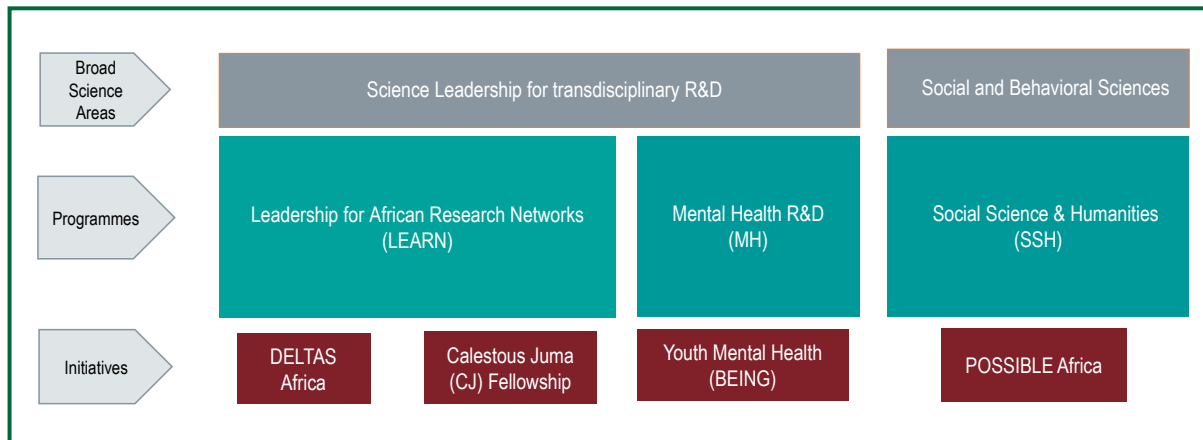 Broad
Science
Areas
Science Leadership for transdisciplinary R&D
Social and Behavioral Sciences
Programmes
Leadership for African Research Networks
(LEARN)
Mental Health R&D
(MH)
Social Science & Humanities
(SSH)
Initiatives
DELTAS
Africa
Calestous Juma
(CJ) Fellowship
Youth Mental Health
(BEING)
POSSIBLE Africa